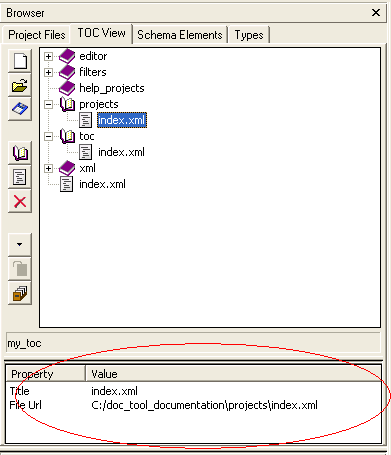 Browser
Project Files TOC View Schema Elements Types
editor
filters
help_projects
projects
index.xml
toc
index.xml
xml
index.xml
my_toc
Property Value
Title index.xml
File Url C:/doc_tool_documentation\projects\index.xml